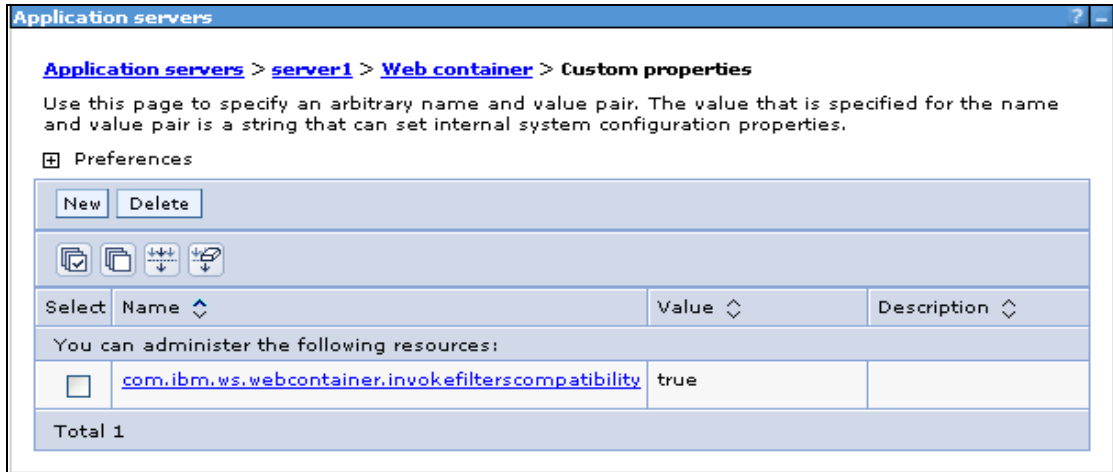 Application servers ? –
Application servers > server1 > Web container > Custom properties
Use this page to specify an arbitrary name and value pair. The value that is specified for the name
and value pair is a string that can set internal system configuration properties.
Preferences
New Delete
Select Name Value Description
You can administer the following resources:
com.ibm.ws.webcontainer.invokefilterscompatibility true
Total 1